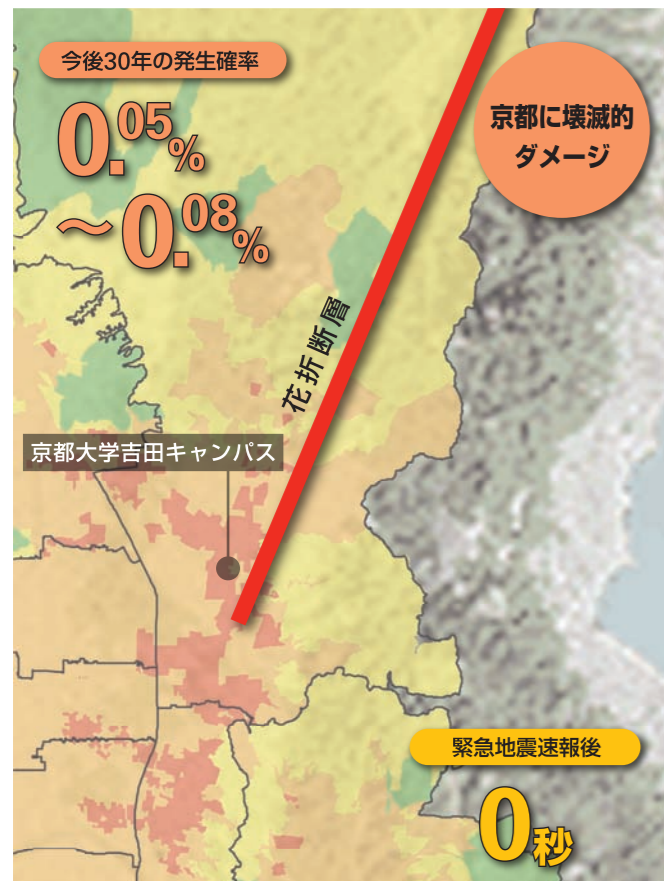 今後30年の発生確率
0.05%
〜0.08%
京都に壊滅的
ダメージ
花折断層
京都大学吉田キャンパス
緊急地震速報後
0秒